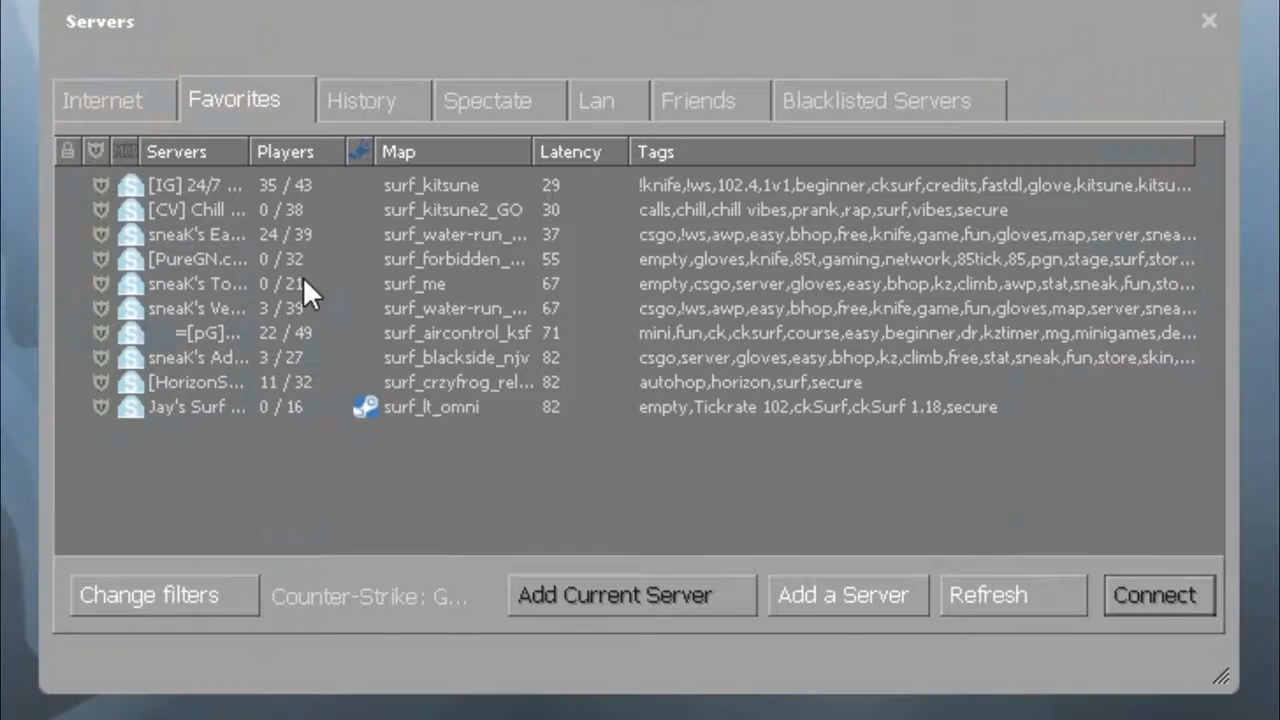 Servers
Internet Favorites History Spectate Lan Friends Blacklisted Servers
Servers Players Map Latency Tags
[IG] 24/7 ... 35 / 43 surf_kitsune 29 !knife,!ws,102.4,1v1,beginner,cksurf,credits,fastdl,glove,kitsune,kitsu...
[CV] Chill ... 0 / 38 surf_kitsune2_GO 30 calls,chill,chill vibes,prank,rap,surf,vibes,secure
sneaK's Ea... 24 / 39 surf_water-run_... 37 csgo,!ws,awp,easy,bhop,free,knife,game,fun,gloves,map,server,snea...
[PureGN.c... 0 / 32 surf_forbidden_... 55 empty,gloves,knife,85t,gaming,network,85tick,85,pgn,stage,surf,stor...
sneaK's To... 0 / 21 surf_me 67 empty,csgo,server,gloves,easy,bhop,kz,climb,awp,stat,sneak,fun,sto...
sneaK's Ve... 3 / 39 surf_water-run_... 67 csgo,!ws,awp,easy,bhop,free,knife,game,fun,gloves,map,server,snea...
=[pG]... 22 / 49 surf_aircontrol_ksf 71 mini,fun,ck,cksurf,course,easy,beginner,dr,kztimer,mg,minigames,de...
sneaK's Ad... 3 / 27 surf_blackside_njv 82 csgo,server,gloves,easy,bhop,kz,climb,free,stat,sneak,fun,store,skin,...
[HorizonS... 11 / 32 surf_crzyfrog_rel... 82 autohop,horizon,surf,secure
Jay's Surf ... 0 / 16 surf_lt_omni 82 empty,Tickrate 102,ckSurf,ckSurf 1.18,secure
Change filters Counter-Strike: G... Add Current Server Add a Server Refresh Connect